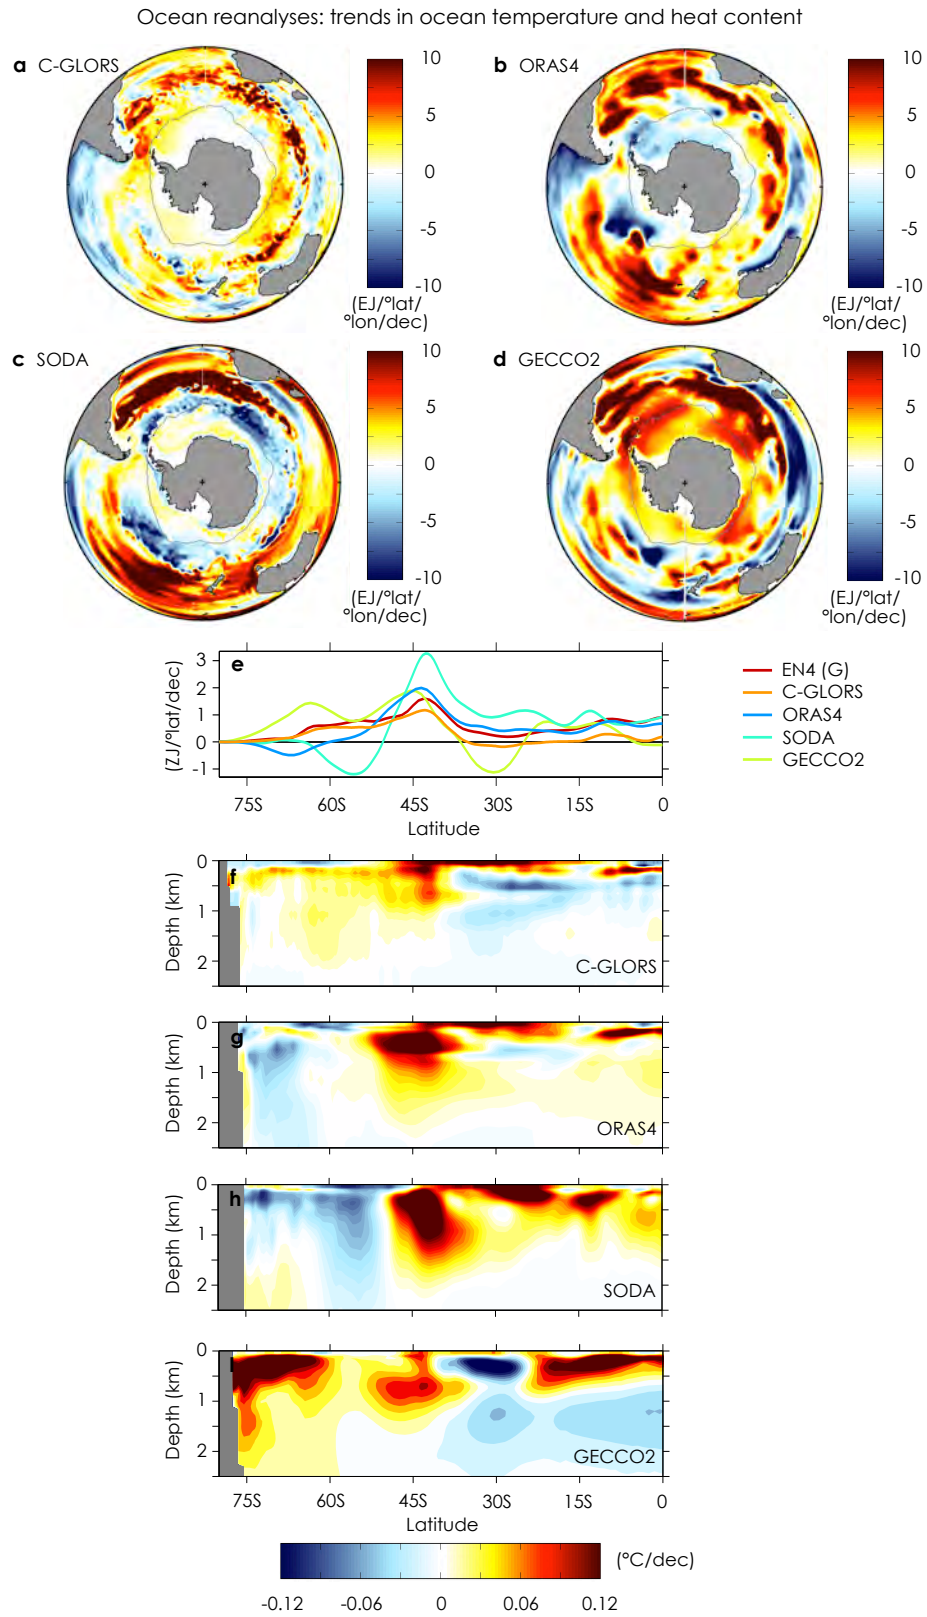 Ocean reanalyses: trends in ocean temperature and heat content
a C-GLORS
10
5
0
-5
-10
(EJ/°lat/
°lon/dec)
b ORAS4
10
5
0
-5
-10
(EJ/°lat/
°lon/dec)
c SODA
10
5
0
-5
-10
(EJ/°lat/
°lon/dec)
d GECCO2
10
5
0
-5
-10
(EJ/°lat/
°lon/dec)
e
(ZJ/°lat/dec)
3
2
1
0
-1
75S 60S 45S 30S 15S 0
Latitude
EN4 (G)
C-GLORS
ORAS4
SODA
GECCO2
f
Depth (km)
0
1
2
C-GLORS
g
Depth (km)
0
1
2
ORAS4
h
Depth (km)
0
1
2
SODA
i
Depth (km)
0
1
2
GECCO2
75S 60S 45S 30S 15S 0
Latitude
(°C/dec)
-0.12 -0.06 0 0.06 0.12